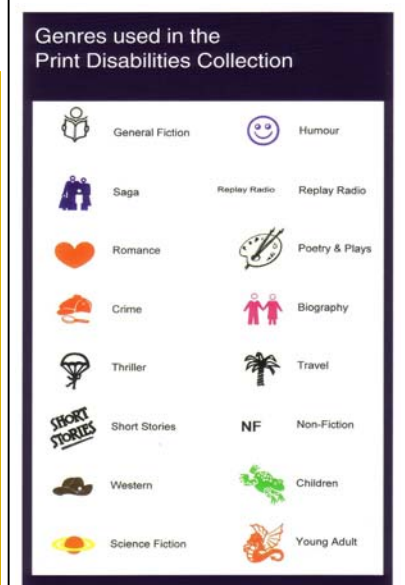 Genres used in the
Print Disabilities Collection
General Fiction
Humour
Saga
Replay Radio
Replay Radio
Romance
Poetry & Plays
Crime
Biography
Thriller
Travel
SHORT
STORIES
Short Stories
NF
Non-Fiction
Western
Children
Science Fiction
Young Adult